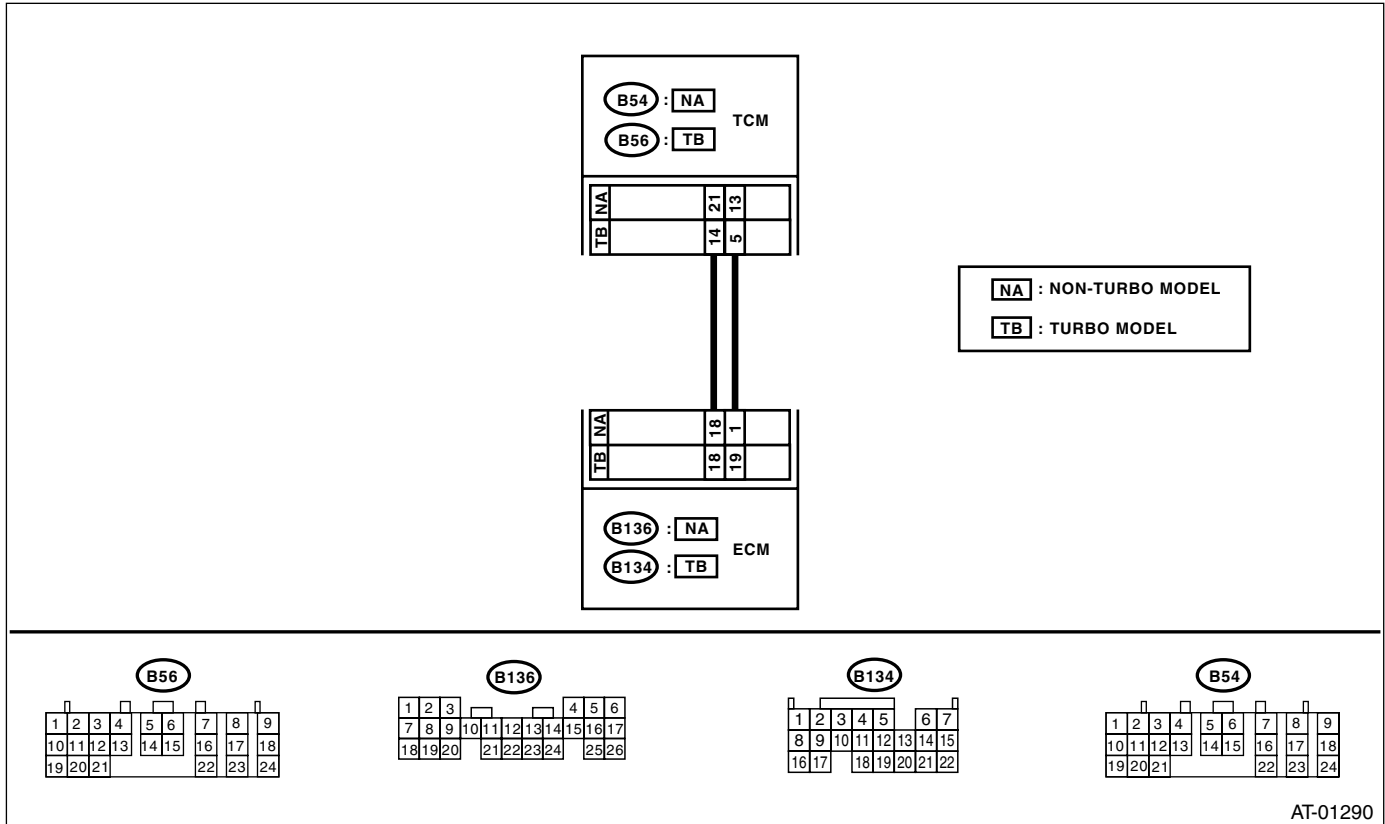 B54 : NA
TCM
B56 : TB
NA 21 13
TB 14 5
NA : NON-TURBO MODEL
TB : TURBO MODEL
NA 18 1
TB 18 19
B136 : NA
ECM
B134 : TB
B56
1 2 3 4 5 6 7 8 9
10 11 12 13 14 15 16 17 18
19 20 21 22 23 24
B136
1 2 3 4 5 6
7 8 9 10 11 12 13 14 15 16 17
18 19 20 21 22 23 24 25 26
B134
1 2 3 4 5 6 7
8 9 10 11 12 13 14 15
16 17 18 19 20 21 22
B54
1 2 3 4 5 6 7 8 9
10 11 12 13 14 15 16 17 18
19 20 21 22 23 24
AT-01290